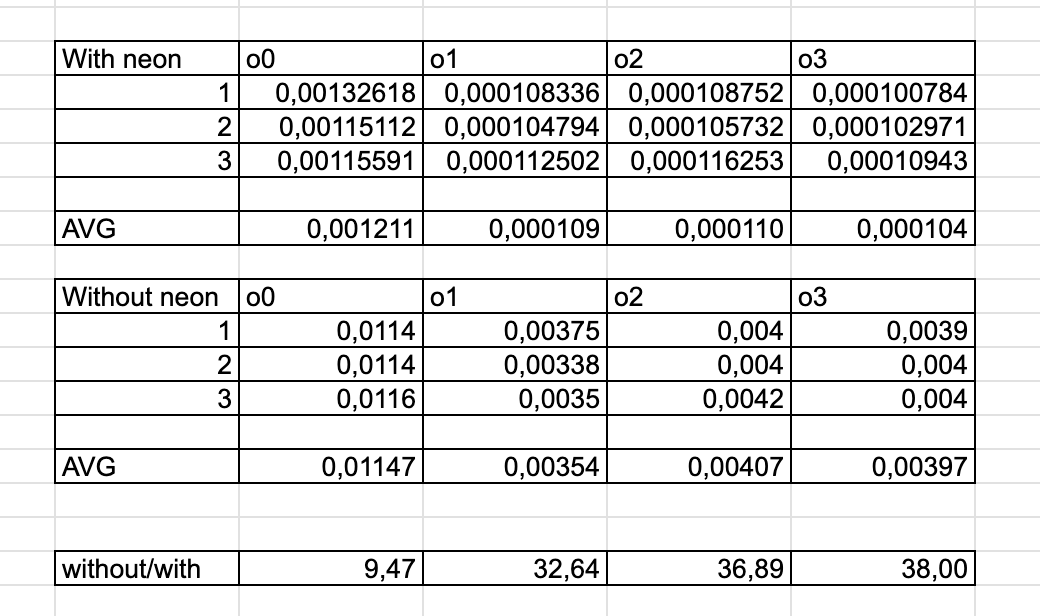 With neon o0 o1 o2 o3
1 0,00132618 0,000108336 0,000108752 0,000100784
2 0,00115112 0,000104794 0,000105732 0,000102971
3 0,00115591 0,000112502 0,000116253 0,00010943
AVG 0,001211 0,000109 0,000110 0,000104
Without neon o0 o1 o2 o3
1 0,0114 0,00375 0,004 0,0039
2 0,0114 0,00338 0,004 0,004
3 0,0116 0,0035 0,0042 0,004
AVG 0,01147 0,00354 0,00407 0,00397
without/with 9,47 32,64 36,89 38,00